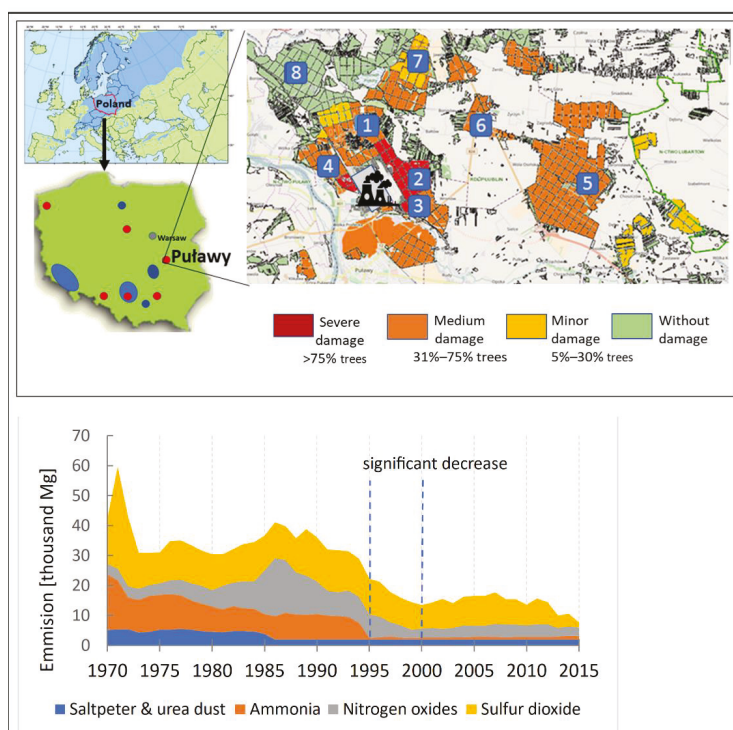 Poland
Warsaw
Puławy
8
7
1
6
4
2
5
3
Puławy
Severe
damage
>75% trees
Medium
damage
31%–75% trees
Minor
damage
5%–30% trees
Without
damage
70
60
50
40
30
20
10
0
Emmision [thousand Mg]
significant decrease
1970
1975
1980
1985
1990
1995
2000
2005
2010
2015
Saltpeter & urea dust
Ammonia
Nitrogen oxides
Sulfur dioxide